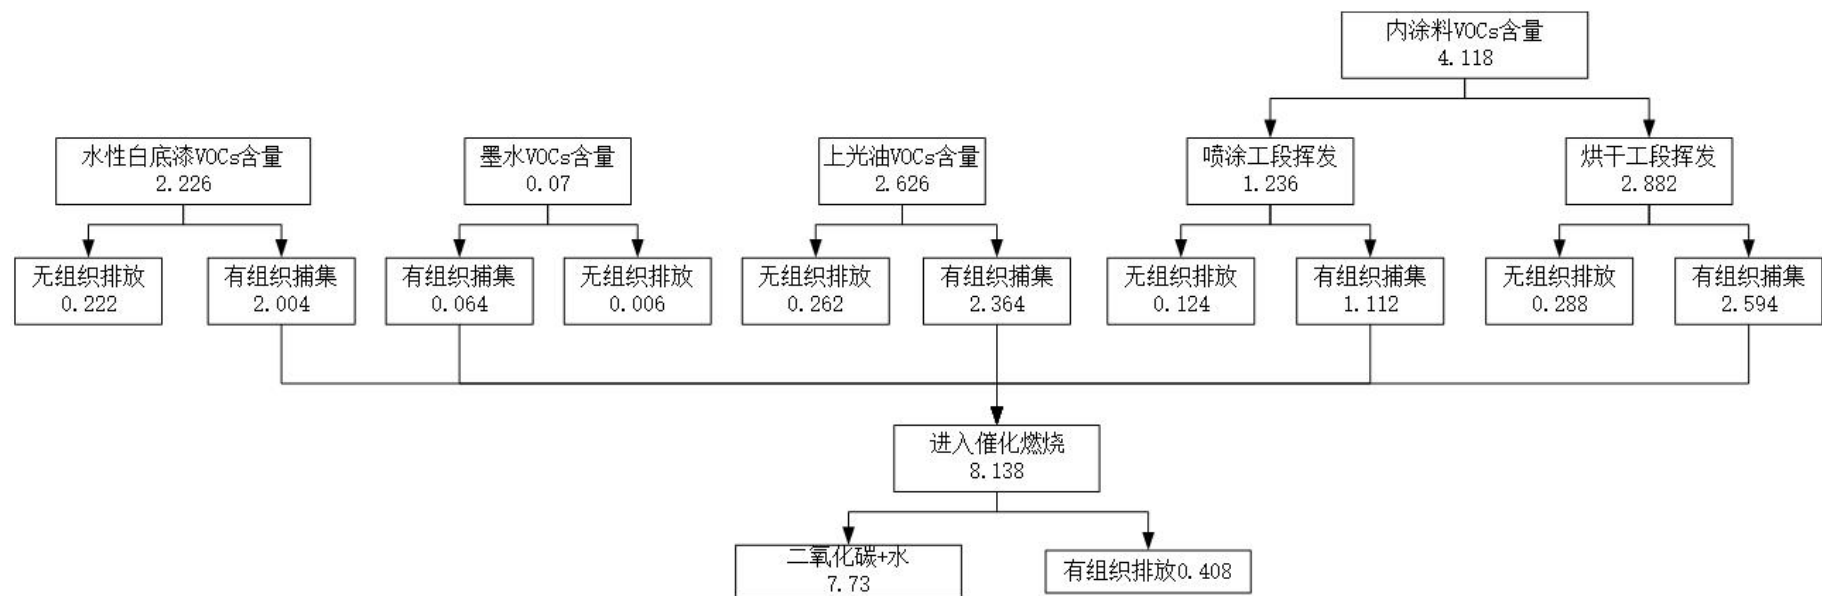 内涂料VOCs含量
4.118
水性白底漆VOCs含量
2.226
墨水VOCs含量
0.07
上光油VOCs含量
2.626
喷涂工段挥发
1.236
烘干工段挥发
2.882
无组织排放
0.222
有组织捕集
2.004
有组织捕集
0.064
无组织排放
0.006
无组织排放
0.262
有组织捕集
2.364
无组织排放
0.124
有组织捕集
1.112
无组织排放
0.288
有组织捕集
2.594
进入催化燃烧
8.138
二氧化碳+水
7.73
有组织排放0.408